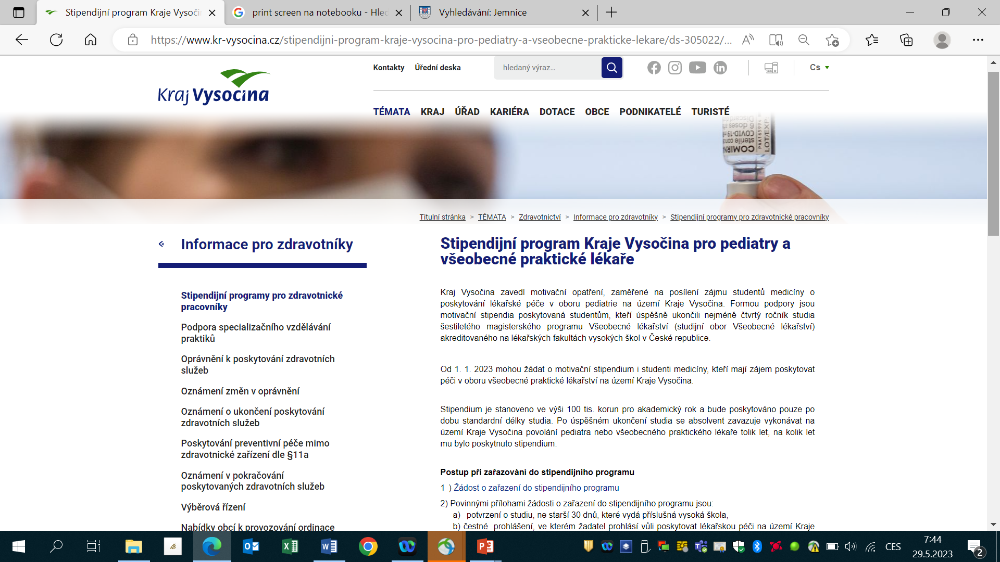 Stipendijní program Kraje Vysoči
print screen na notebooku - Hled
Vyhledávání: Jemnice
https://www.kr-vysocina.cz/stipendijni-program-kraje-vysocina-pro-pediatry-a-vseobecne-prakticke-lekare/ds-305022/...
Kontakty Úřední deska
hledaný výraz...
Cs
Kraj Vysočina
TÉMATA KRAJ ÚŘAD KARIÉRA DOTACE OBCE PODNIKATELÉ TURISTÉ
Discard
6 doses
COVID-19
sterile conc
COMIRN
PAA165994
LOT/EXP
Titulní stránka > TÉMATA > Zdravotnictví > Informace pro zdravotníky > Stipendijní programy pro zdravotnické pracovníky
« Informace pro zdravotníky
Stipendijní programy pro zdravotnické
pracovníky
Podpora specializačního vzdělávání
praktiků
Oprávnění k poskytování zdravotních
služeb
Oznámení změn v oprávnění
Oznámení o ukončení poskytování
zdravotních služeb
Poskytování preventivní péče mimo
zdravotnické zařízení dle §11a
Oznámení v pokračování
poskytovaných zdravotních služeb
Výběrová řízení
Nabídky obcí k provozování ordinace
Stipendijní program Kraje Vysočina pro pediatry a
všeobecné praktické lékaře
Kraj Vysočina zavedl motivační opatření, zaměřené na posílení zájmu studentů medicíny o
poskytování lékařské péče v oboru pediatrie na území Kraje Vysočina. Formou podpory jsou
motivační stipendia poskytovaná studentům, kteří úspěšně ukončili nejméně čtvrtý ročník studia
šestiletého magisterského programu Všeobecné lékařství (studijní obor Všeobecné lékařství)
akreditovaného na lékařských fakultách vysokých škol v České republice.
Od 1. 1. 2023 mohou žádat o motivační stipendium i studenti medicíny, kteří mají zájem poskytovat
péči v oboru všeobecné praktické lékařství na území Kraje Vysočina.
Stipendium je stanoveno ve výši 100 tis. korun pro akademický rok a bude poskytováno pouze po
dobu standardní délky studia. Po úspěšném ukončení studia se absolvent zavazuje vykonávat na
území Kraje Vysočina povolání pediatra nebo všeobecného praktického lékaře tolik let, na kolik let
mu bylo poskytnuto stipendium.
Postup při zařazování do stipendijního programu
1 ) Žádost o zařazení do stipendijního programu
2) Povinnými přílohami žádosti o zařazení do stipendijního programu jsou:
a) potvrzení o studiu, ne starší 30 dnů, které vydá příslušná vysoká škola,
b) čestné prohlášení, ve kterém žadatel prohlásí vůli poskytovat lékařskou péči na území Kraje
CES
7:44
29.5.2023
2